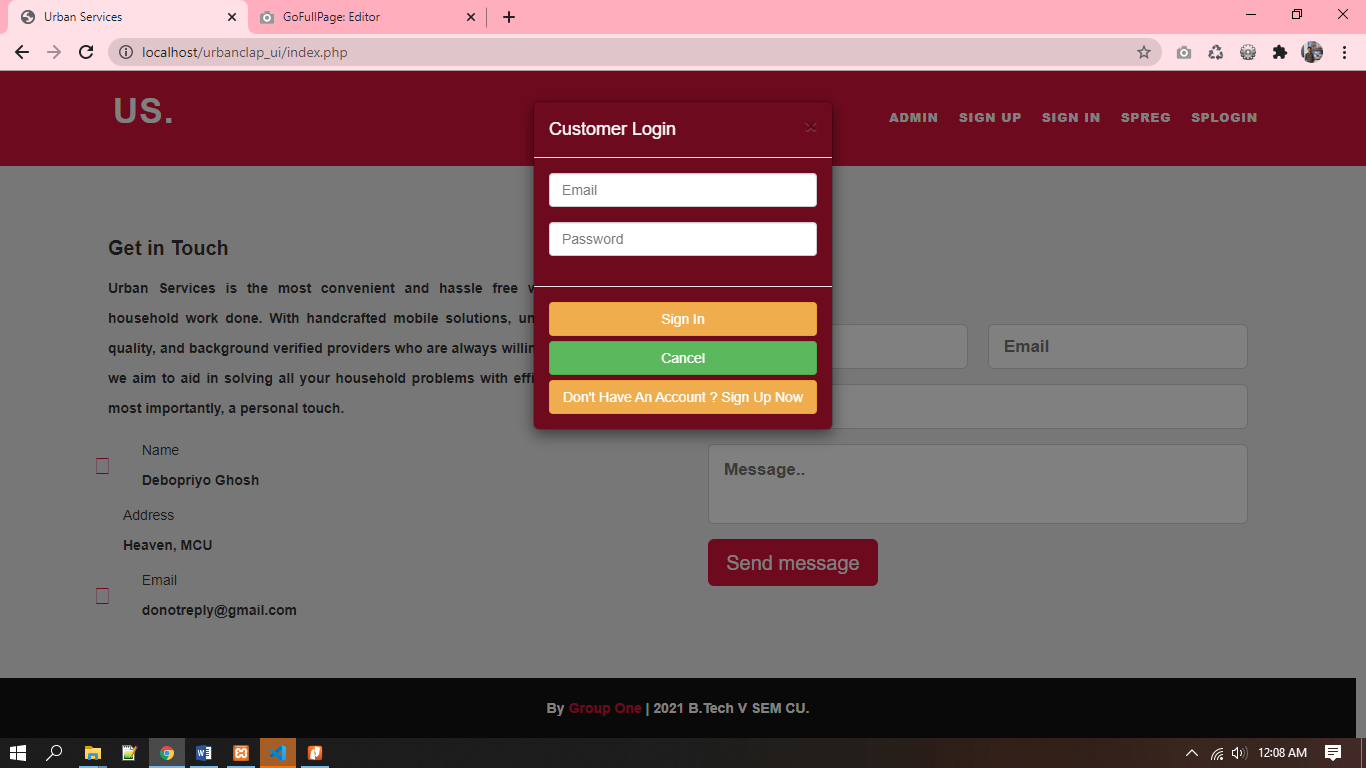 Urban Services
GoFullPage: Editor
localhost/urbanclap_ui/index.php
US.
ADMIN SIGN UP SIGN IN SPREG SPLOGIN
Customer Login
Email
Password
Sign In
Cancel
Don't Have An Account ? Sign Up Now
Get in Touch
Urban Services is the most convenient and hassle free
household work done. With handcrafted mobile solutions,
quality, and background verified providers who are always
we aim to aid in solving all your household problems with
most importantly, a personal touch.
Name
Debopriyo Ghosh
Address
Heaven, MCU
Email
donotreply@gmail.com
Email
Message..
Send message
By Group One | 2021 B.Tech V SEM CU.
12:08 AM